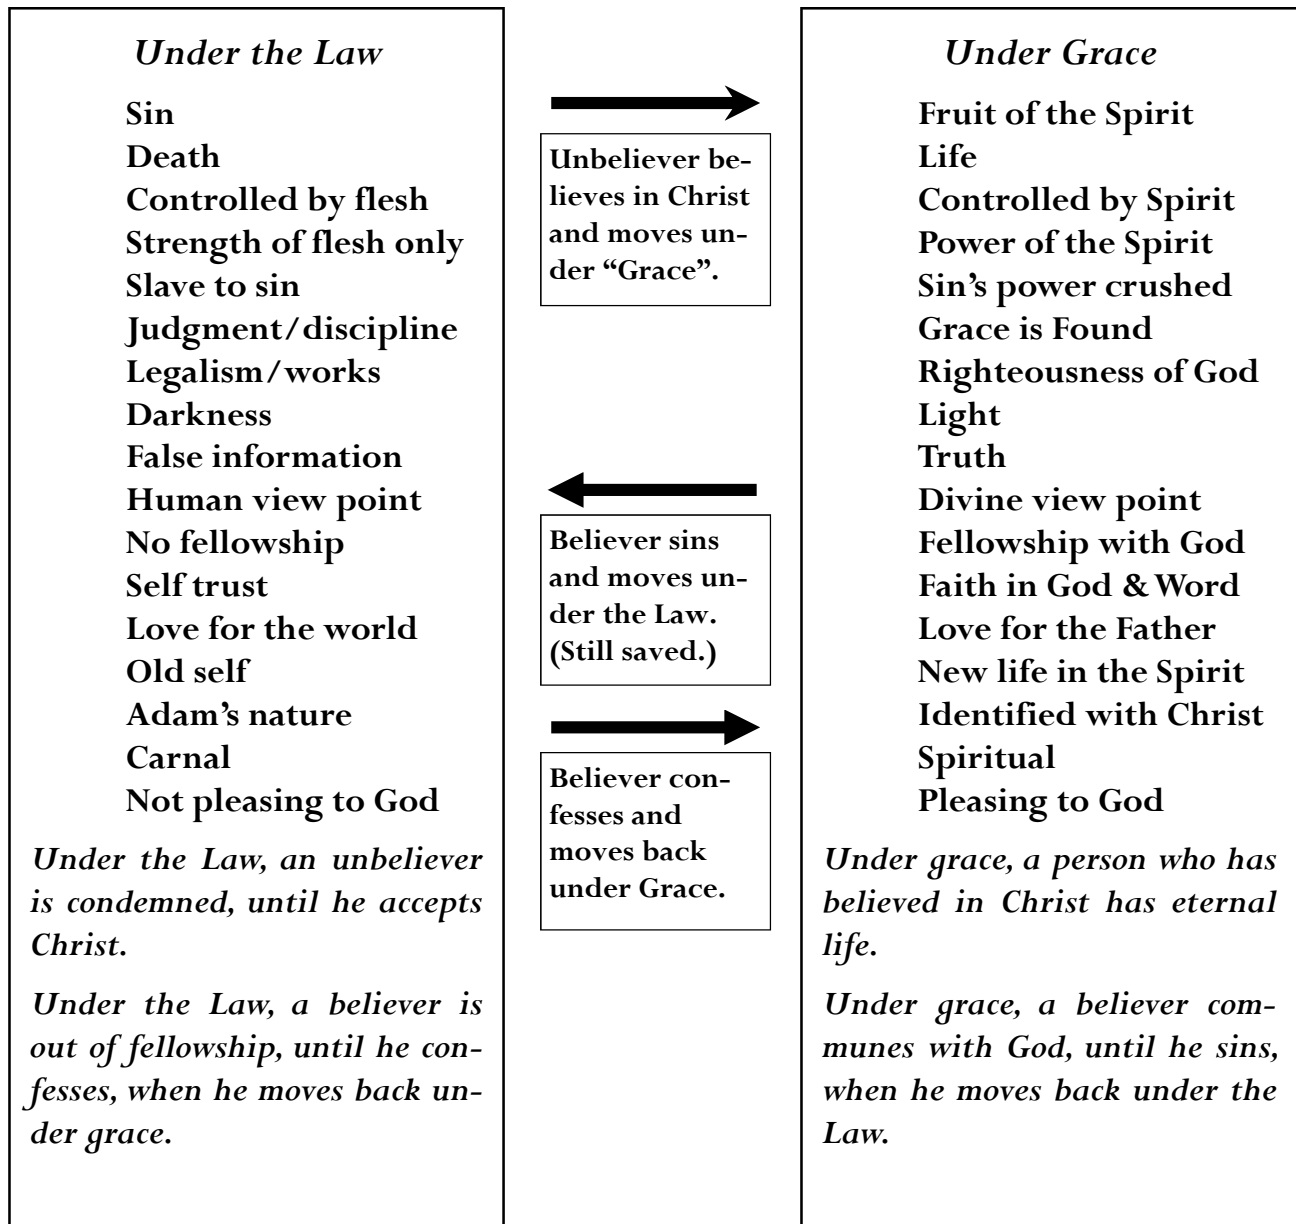 Under the Law
Sin
Death
Controlled by flesh
Strength of flesh only
Slave to sin
Judgment/discipline
Legalism/works
Darkness
False information
Human view point
No fellowship
Self trust
Love for the world
Old self
Adam’s nature
Carnal
Not pleasing to God
Under the Law, an unbeliever
is condemned, until he accepts
Christ.
Under the Law, a believer is
out of fellowship, until he con-
fesses, when he moves back un-
der grace.
Unbeliever be-
lieves in Christ
and moves un-
der “Grace”.
Believer sins
and moves un-
der the Law.
(Still saved.)
Believer con-
fesses and
moves back
under Grace.
Under Grace
Fruit of the Spirit
Life
Controlled by Spirit
Power of the Spirit
Sin’s power crushed
Grace is Found
Righteousness of God
Light
Truth
Divine view point
Fellowship with God
Faith in God & Word
Love for the Father
New life in the Spirit
Identified with Christ
Spiritual
Pleasing to God
Under grace, a person who has
believed in Christ has eternal
life.
Under grace, a believer com-
munes with God, until he sins,
when he moves back under the
Law.